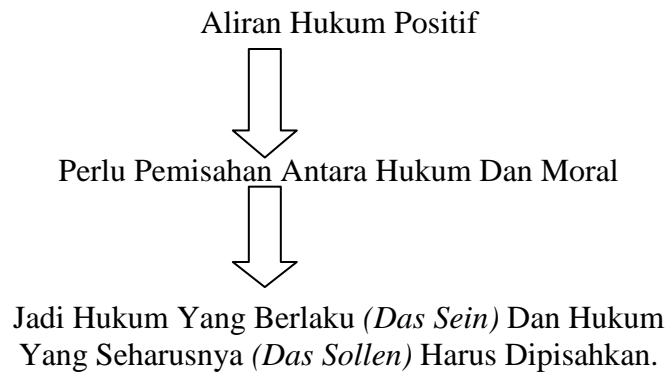 Aliran Hukum Positif
Perlu Pemisahan Antara Hukum Dan Moral
Jadi Hukum Yang Berlaku (Das Sein) Dan Hukum
Yang Seharusnya (Das Sollen) Harus Dipisahkan.